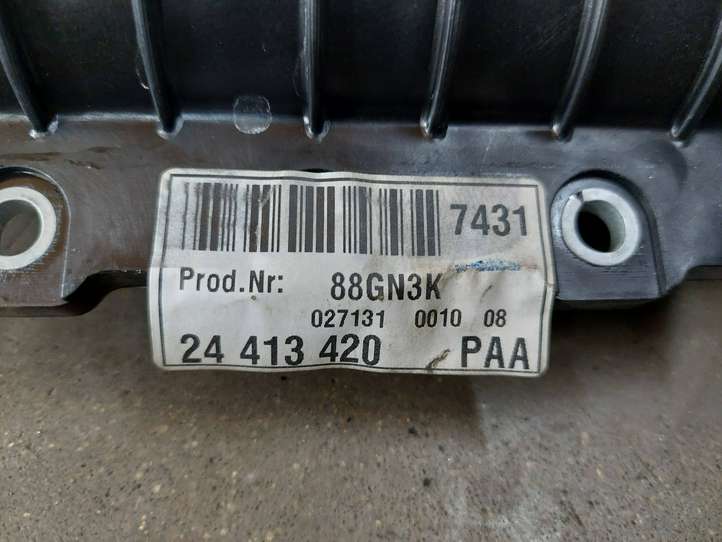 7431
Prod.Nr: 88GN3K
027131 0010 08
24 413 420 PAA